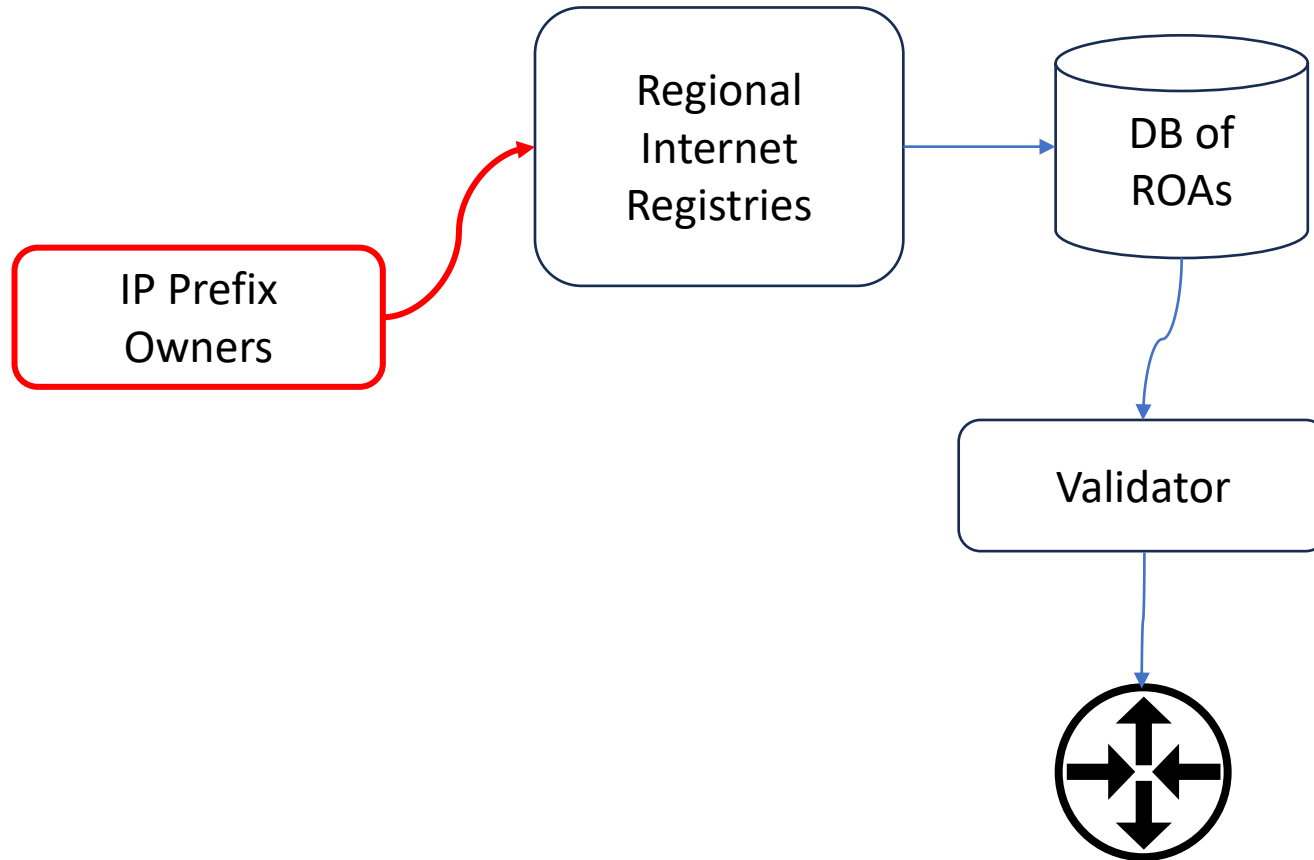 Regional
Internet
Registries
DB of
ROAs
IP Prefix
Owners
Validator